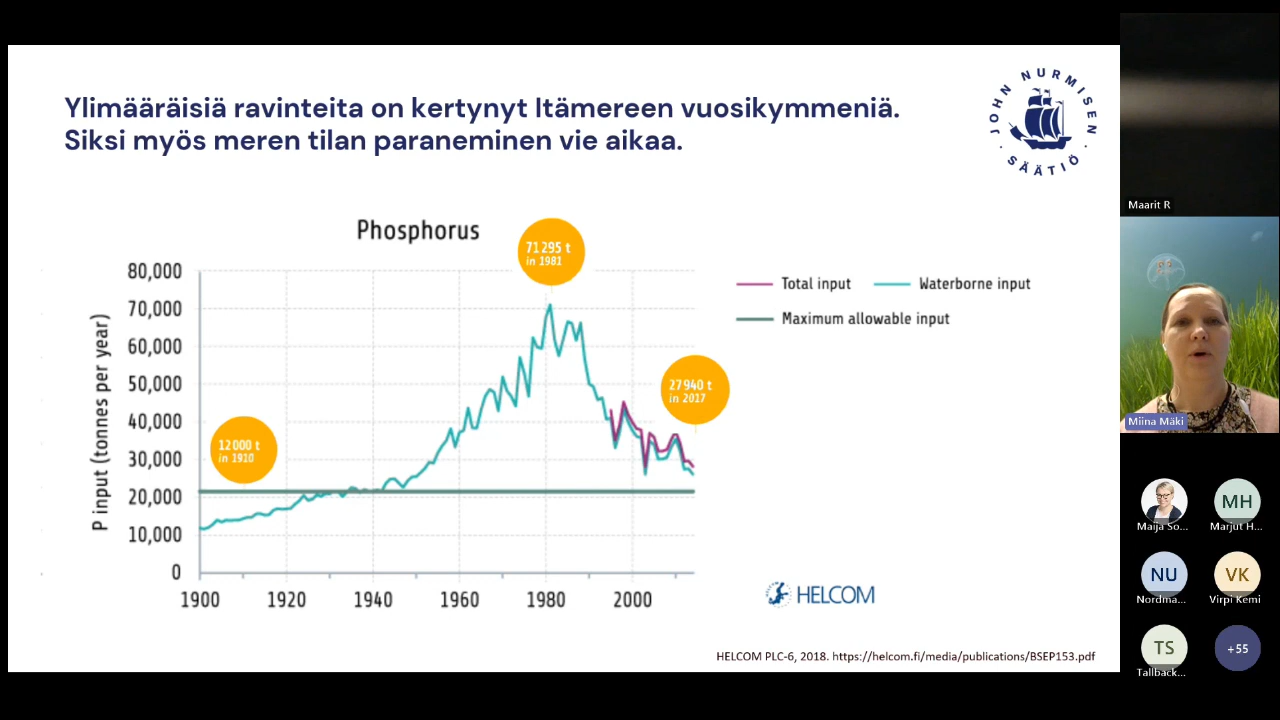 Ylimääräisiä ravinteita on kertynyt Itämereen vuosikymmeniä.
Siksi myös meren tilan paraneminen vie aikaa.
JOHN NURMISEN
· SÄÄTIÖ ·
Phosphorus
71 295 t
in 1981
Total input
Waterborne input
Maximum allowable input
27 940 t
in 2017
12 000 t
in 1910
P input (tonnes per year)
80,000
70,000
60,000
50,000
40,000
30,000
20,000
10,000
0
1900 1920 1940 1960 1980 2000
HELCOM
HELCOM PLC-6, 2018. https://helcom.fi/media/publications/BSEP153.pdf
Maarit R
Miina Mäki
Maija So...
MH
Marjut H...
NU
Nordma...
VK
Virpi Kemi
TS
Tallback...
+55